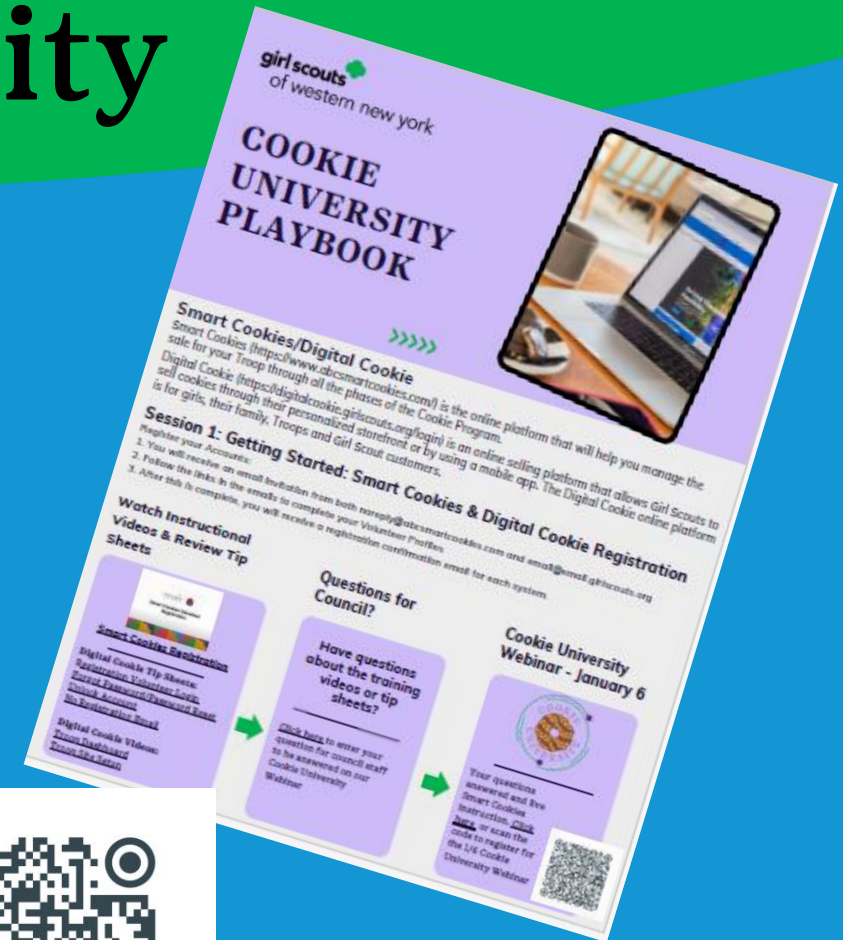 ity
girl scouts
of western new york
COOKIE
UNIVERSITY
PLAYBOOK
Smart Cookies/Digital Cookie
Smart Cookies (https://www.abcsmartcookies.com/) is the online platform that will help you manage the
sale for your Troop through all the phases of the Cookie Program.
Digital Cookie (https://digitalcookie.girlscouts.org/login) is an online selling platform that allows Girl Scouts to
sell cookies through their personalized storefront or by using a mobile app. The Digital Cookie online platform
is for girls, their family, Troops and Girl Scout customers.
Session 1: Getting Started: Smart Cookies & Digital Cookie Registration
Register your Accounts:
1. You will receive an email invitation from both noreply@abcsmartcookies.com and email@email.girlscouts.org
2. Follow the links in the emails to complete your Volunteer Profiles
3. After this is complete, you will receive a registration confirmation email for each system.
Watch Instructional
Videos & Review Tip
Sheets
Smart Cookies Registration
Digital Cookie Tip Sheets:
Registration Volunteer Login
Forgot Password/Password Reset
Unlock Account
No Registration Email
Digital Cookie Videos:
Troop Dashboard
Troop Site Setup
Questions for
Council?
Have questions
about the training
videos or tip
sheets?
Click here to enter your
question for council staff
to be answered on our
Cookie University
Webinar
Cookie University
Webinar - January 6
COOKIE
UNIVERSITY
Your questions
answered and live
Smart Cookies
instruction. Click
here, or scan the
code to register for
the 1/6 Cookie
University Webinar